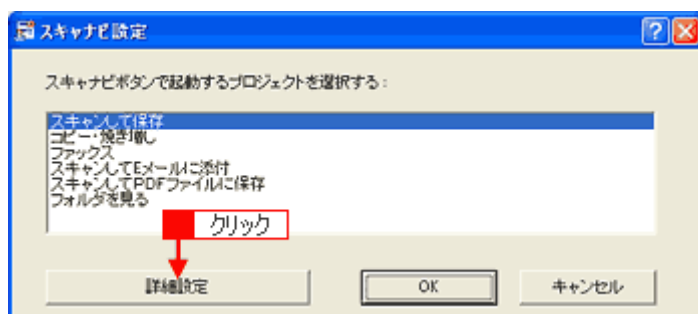 スキャナビ設定
スキャナビボタンで起動するプロジェクトを選択する:
スキャンして保存
コピー・焼き増し
ファックス
スキャンしてEメールに添付
スキャンしてPDFファイルに保存
フォルダを見る
クリック
詳細設定
OK
キャンセル